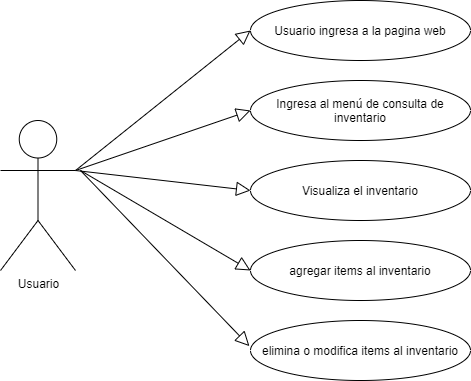 Usuario ingresa a la pagina web
Ingresa al menú de consulta de
inventario
Visualiza el inventario
agregar items al inventario
Usuario
elimina o modifica items al inventario